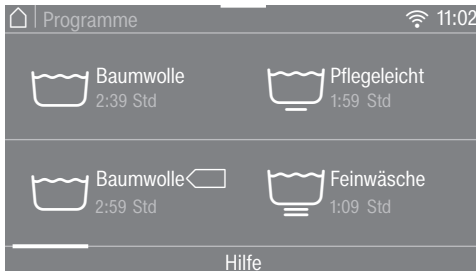 Programme
11:02
Baumwolle
2:39 Std
Pflegeleicht
1:59 Std
Baumwolle
2:59 Std
Feinwäsche
1:09 Std
Hilfe